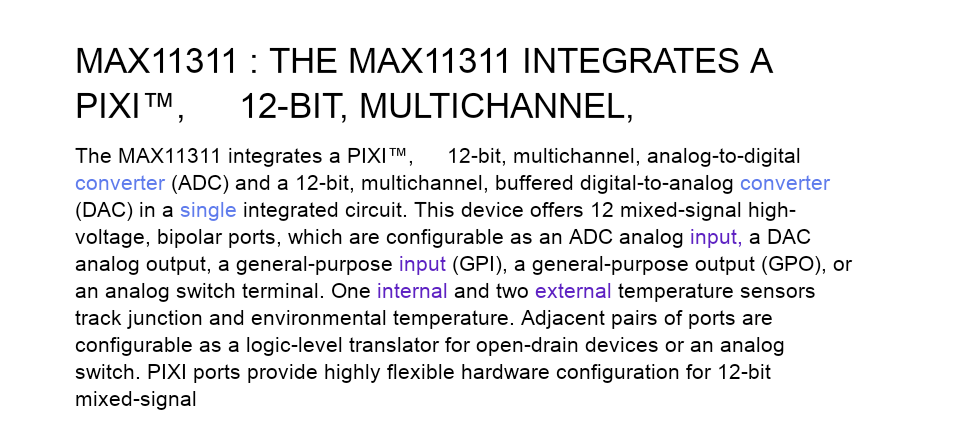 MAX11311 : THE MAX11311 INTEGRATES A
PIXI™, 12-BIT, MULTICHANNEL,
The MAX11311 integrates a PIXI™, 12-bit, multichannel, analog-to-digital
converter (ADC) and a 12-bit, multichannel, buffered digital-to-analog converter
(DAC) in a single integrated circuit. This device offers 12 mixed-signal high-
voltage, bipolar ports, which are configurable as an ADC analog input, a DAC
analog output, a general-purpose input (GPI), a general-purpose output (GPO), or
an analog switch terminal. One internal and two external temperature sensors
track junction and environmental temperature. Adjacent pairs of ports are
configurable as a logic-level translator for open-drain devices or an analog
switch. PIXI ports provide highly flexible hardware configuration for 12-bit
mixed-signal